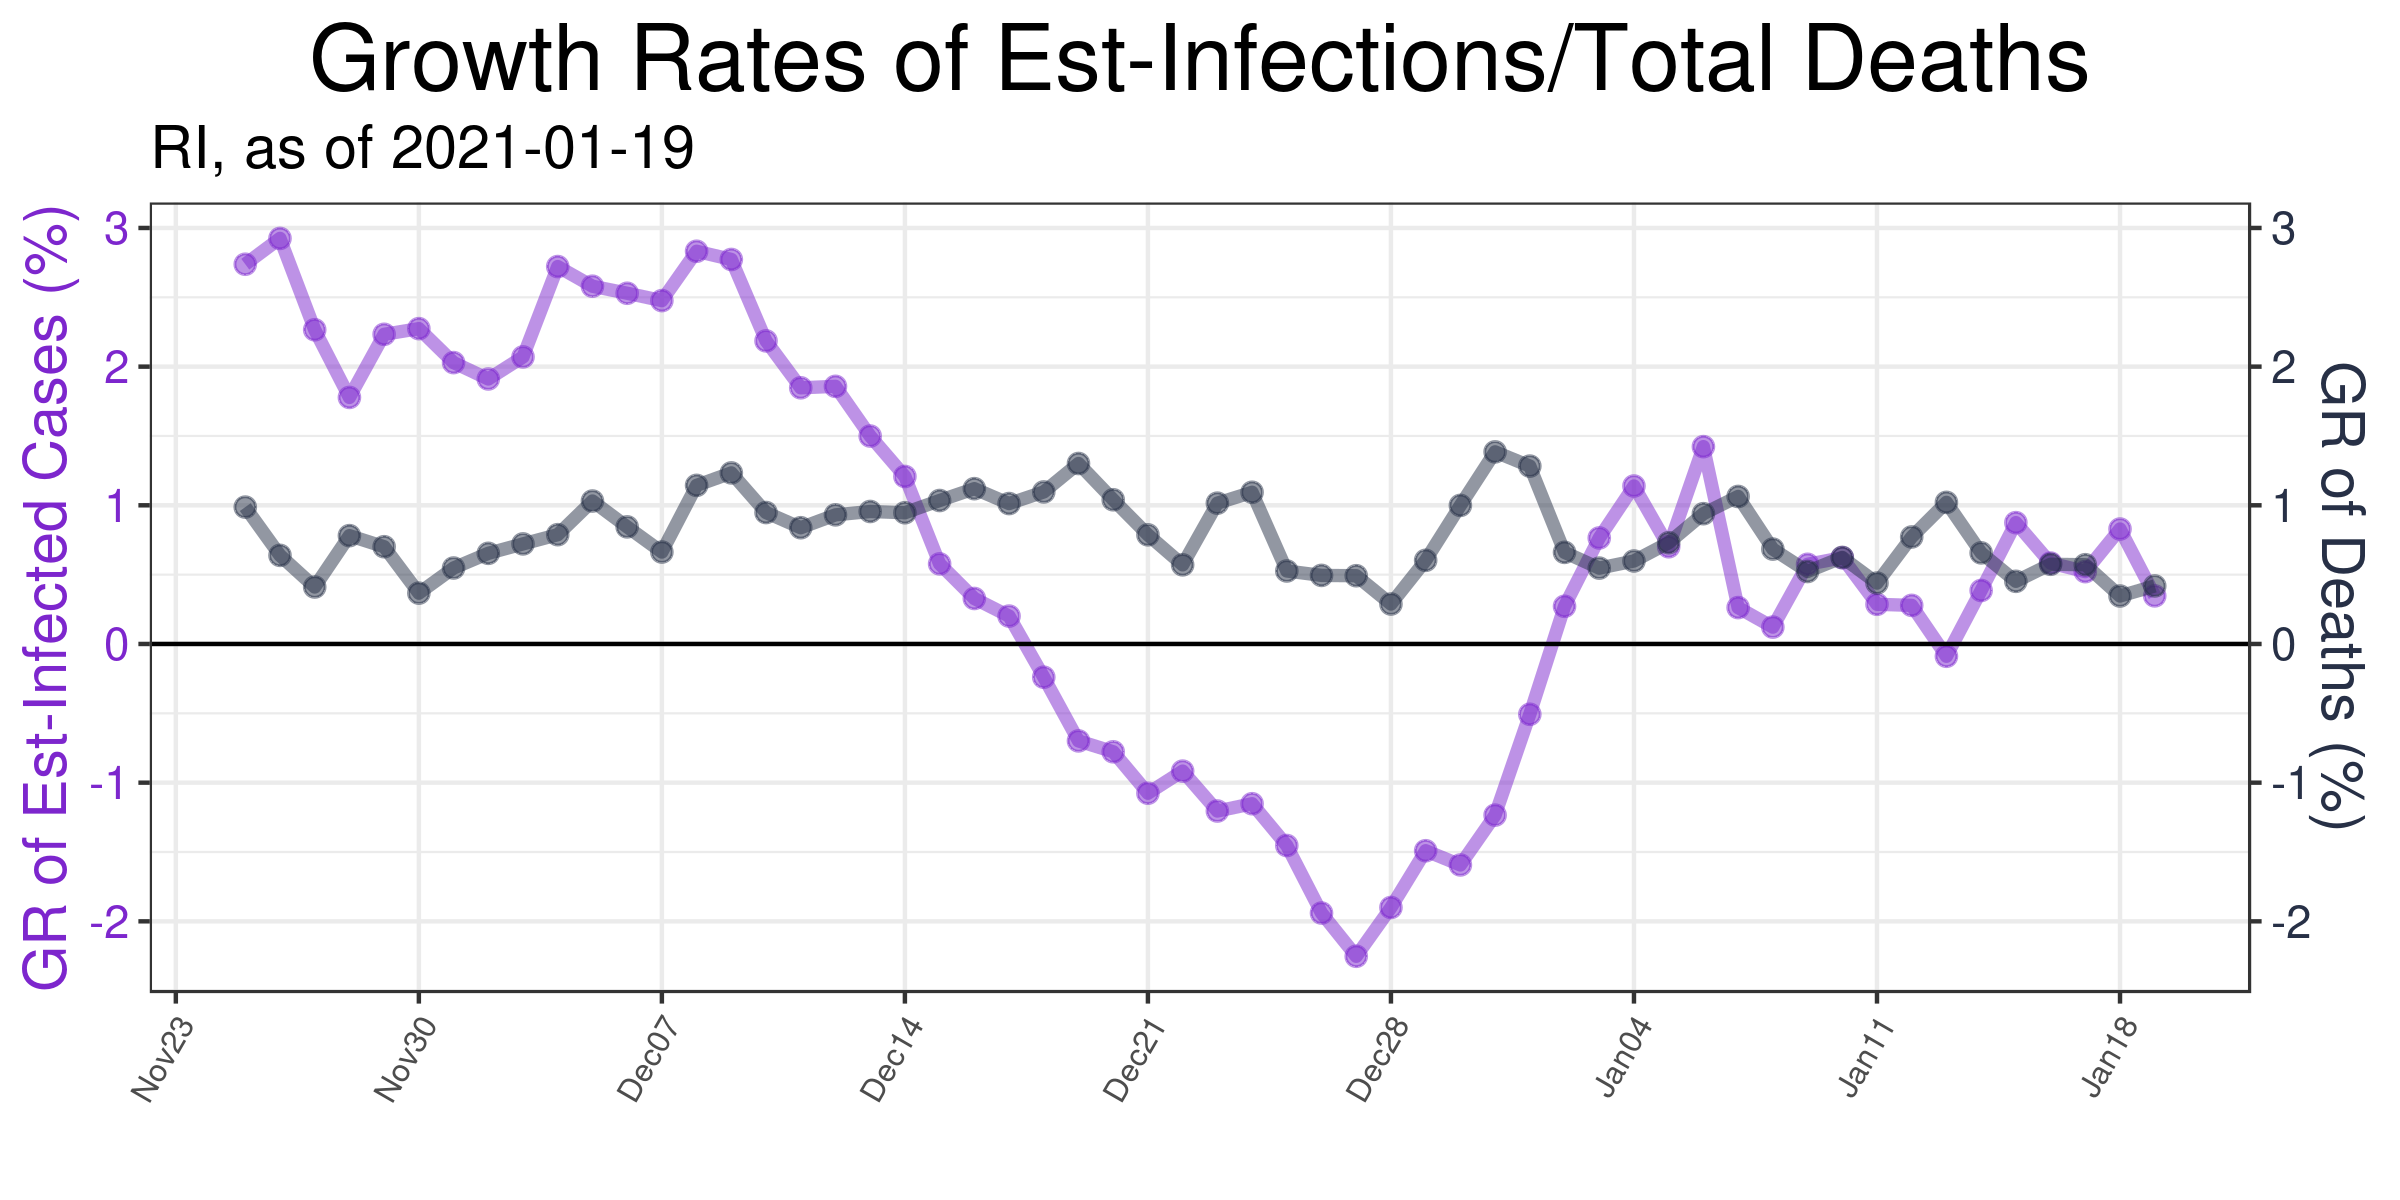 Growth Rates of Est-Infections/Total Deaths
RI, as of 2021-01-19
GR of Est-Infected Cases (%)
3
2
1
0
-1
-2
3
2
1
0
-1
-2
GR of Deaths (%)
Nov23
Nov30
Dec07
Dec14
Dec21
Dec28
Jan04
Jan11
Jan18